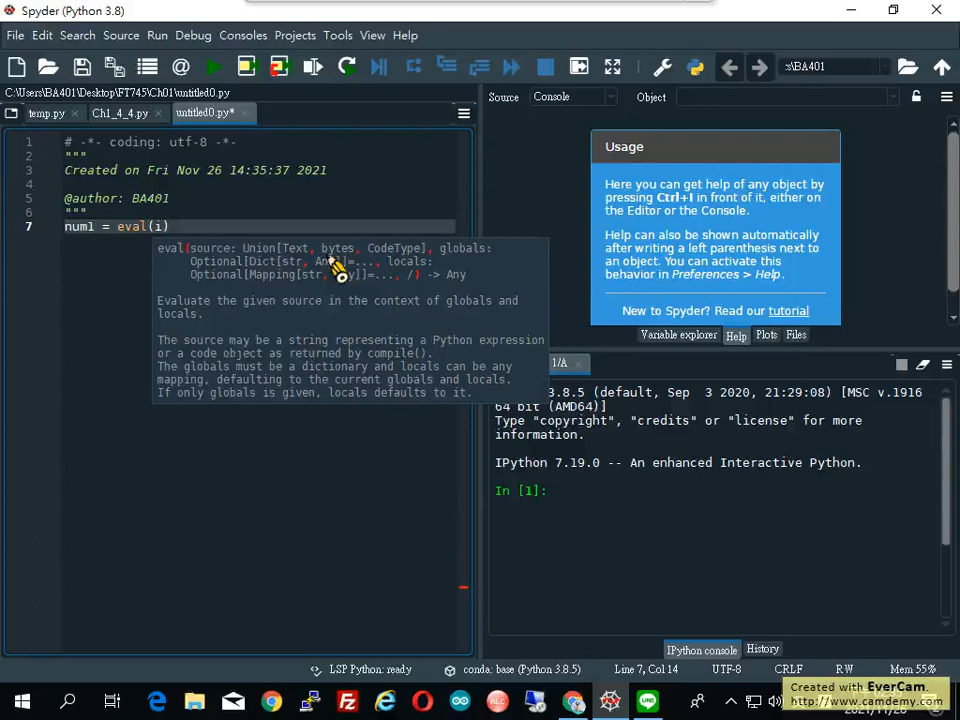 Spyder (Python 3.8)
File Edit Search Source Run Debug Consoles Projects Tools View Help
s:\BA401
C:\Users\BA401\Desktop\FT745\Ch01\untitled0.py
Source Console Object
temp.py Ch1_4_4.py untitled0.py*
1 # -*- coding: utf-8 -*-
2 """
3 Created on Fri Nov 26 14:35:37 2021
4
5 @author: BA401
6 """
7 num1 = eval(i)
eval(source: Union[Text, bytes, CodeType], globals:
Optional[Dict[str, Any]]=..., locals:
Optional[Mapping[str, Any]]=..., /) -> Any
Evaluate the given source in the context of globals and
locals.
The source may be a string representing a Python expression
or a code object as returned by compile().
The globals must be a dictionary and locals can be any
mapping, defaulting to the current globals and locals.
If only globals is given, locals defaults to it.
Usage
Here you can get help of any object by
pressing Ctrl+I in front of it, either on
the Editor or the Console.
Help can also be shown automatically
after writing a left parenthesis next to
an object. You can activate this
behavior in Preferences > Help.
New to Spyder? Read our tutorial
Variable explorer Help Plots Files
1/A
3.8.5 (default, Sep 3 2020, 21:29:08) [MSC v.1916
64 bit (AMD64)]
Type "copyright", "credits" or "license" for more
information.
IPython 7.19.0 -- An enhanced Interactive Python.
In [1]:
IPython console History
LSP Python: ready conda: base (Python 3.8.5) Line 7, Col 14 UTF-8 CRLF RW Mem 55%
Created with EverCam.
http://www.camdemy.com